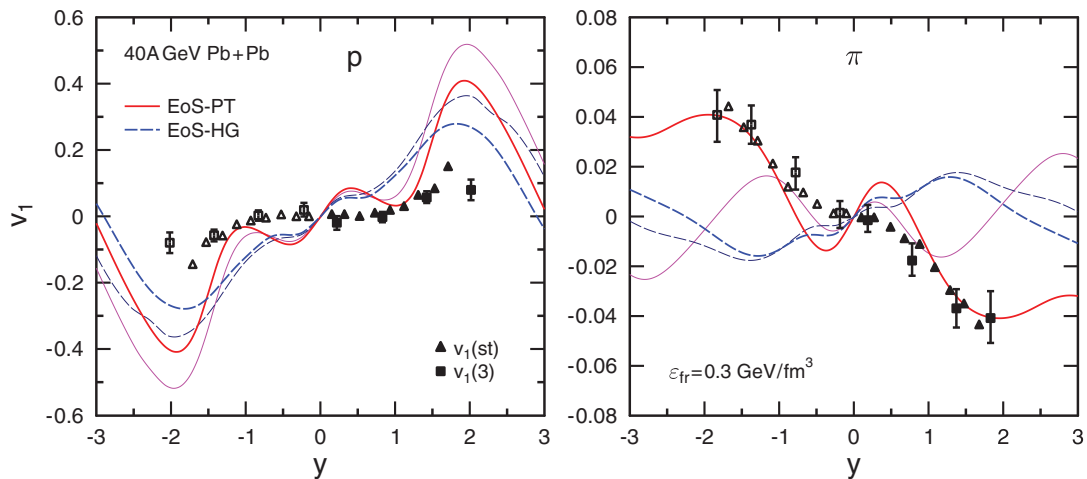 0.6
0.4
0.2
0
-0.2
-0.4
-0.6
v₁
40A GeV Pb+Pb
p
EoS-PT
EoS-HG
v₁(st)
v₁(3)
-3 -2 -1 0 1 2 3
y
0.08
0.06
0.04
0.02
0
-0.02
-0.04
-0.06
-0.08
π
εfr=0.3 GeV/fm³
-3 -2 -1 0 1 2 3
y